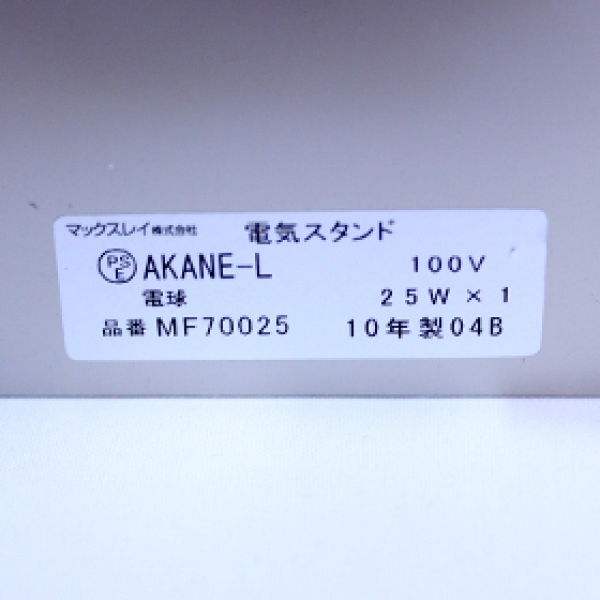 マックスレイ株式会社 電気スタンド
PSE AKANE-L 100V
電球 25W×1
品番 MF70025 10年製04B